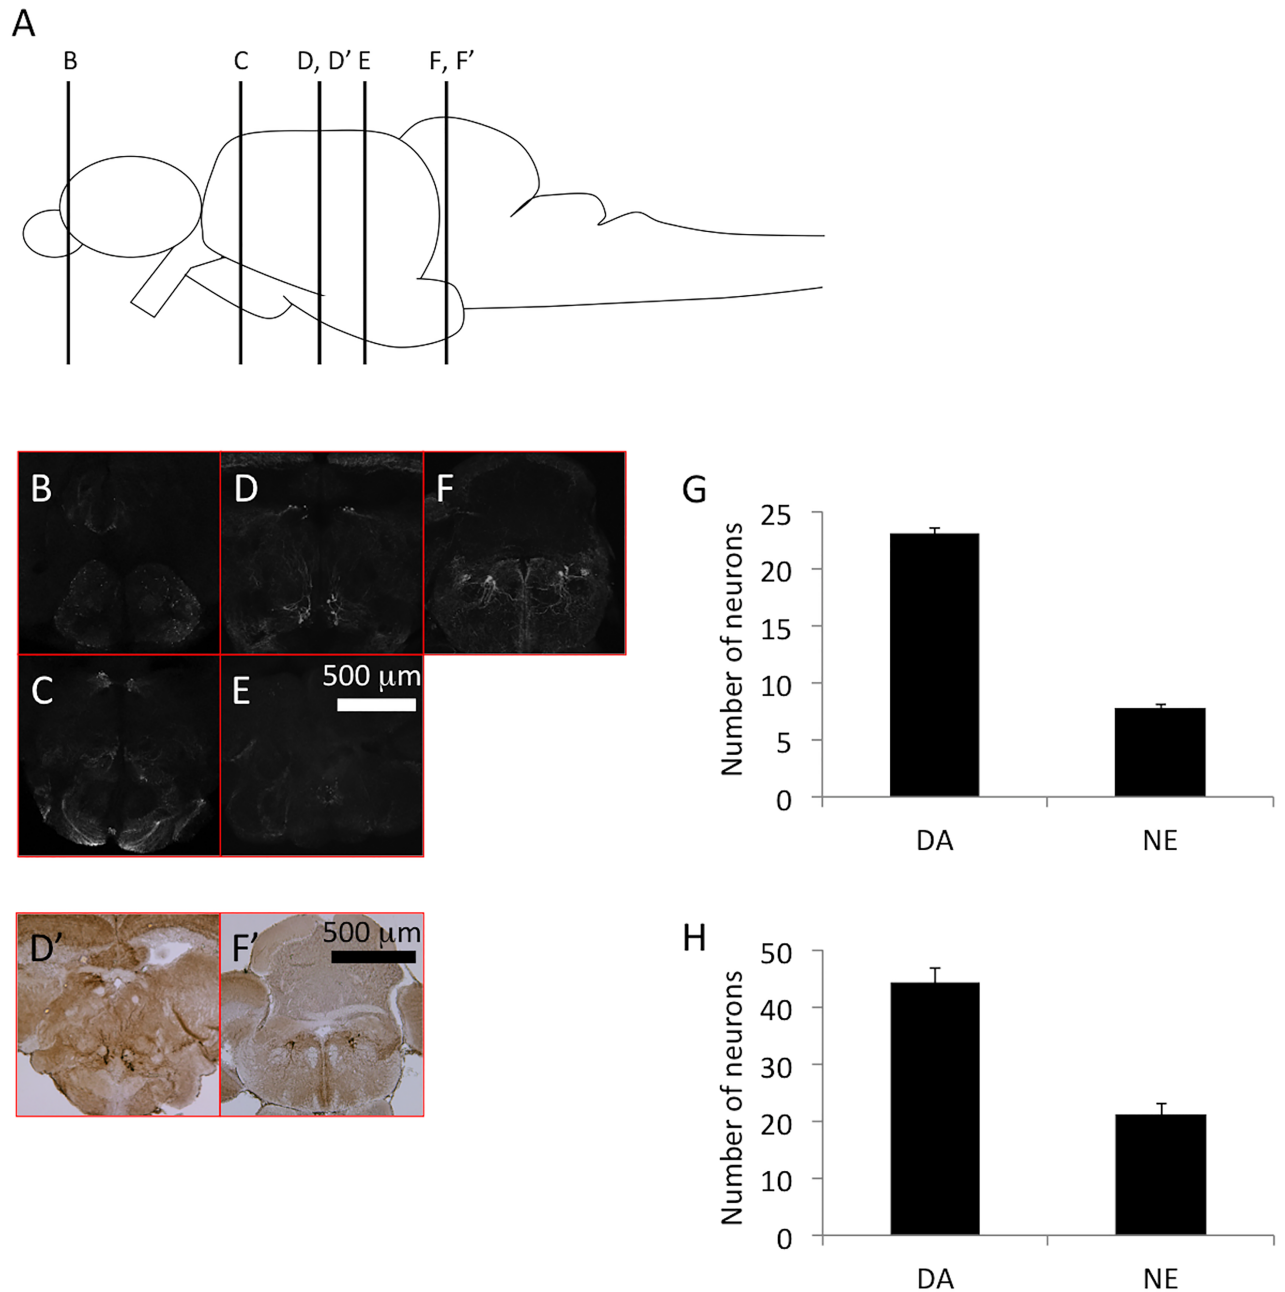 A
B C D, D’ E F, F’
B D F
C E 500 μm
D’ F’ 500 μm
G
Number of neurons
25
20
15
10
5
0
DA NE
H
Number of neurons
50
40
30
20
10
0
DA NE